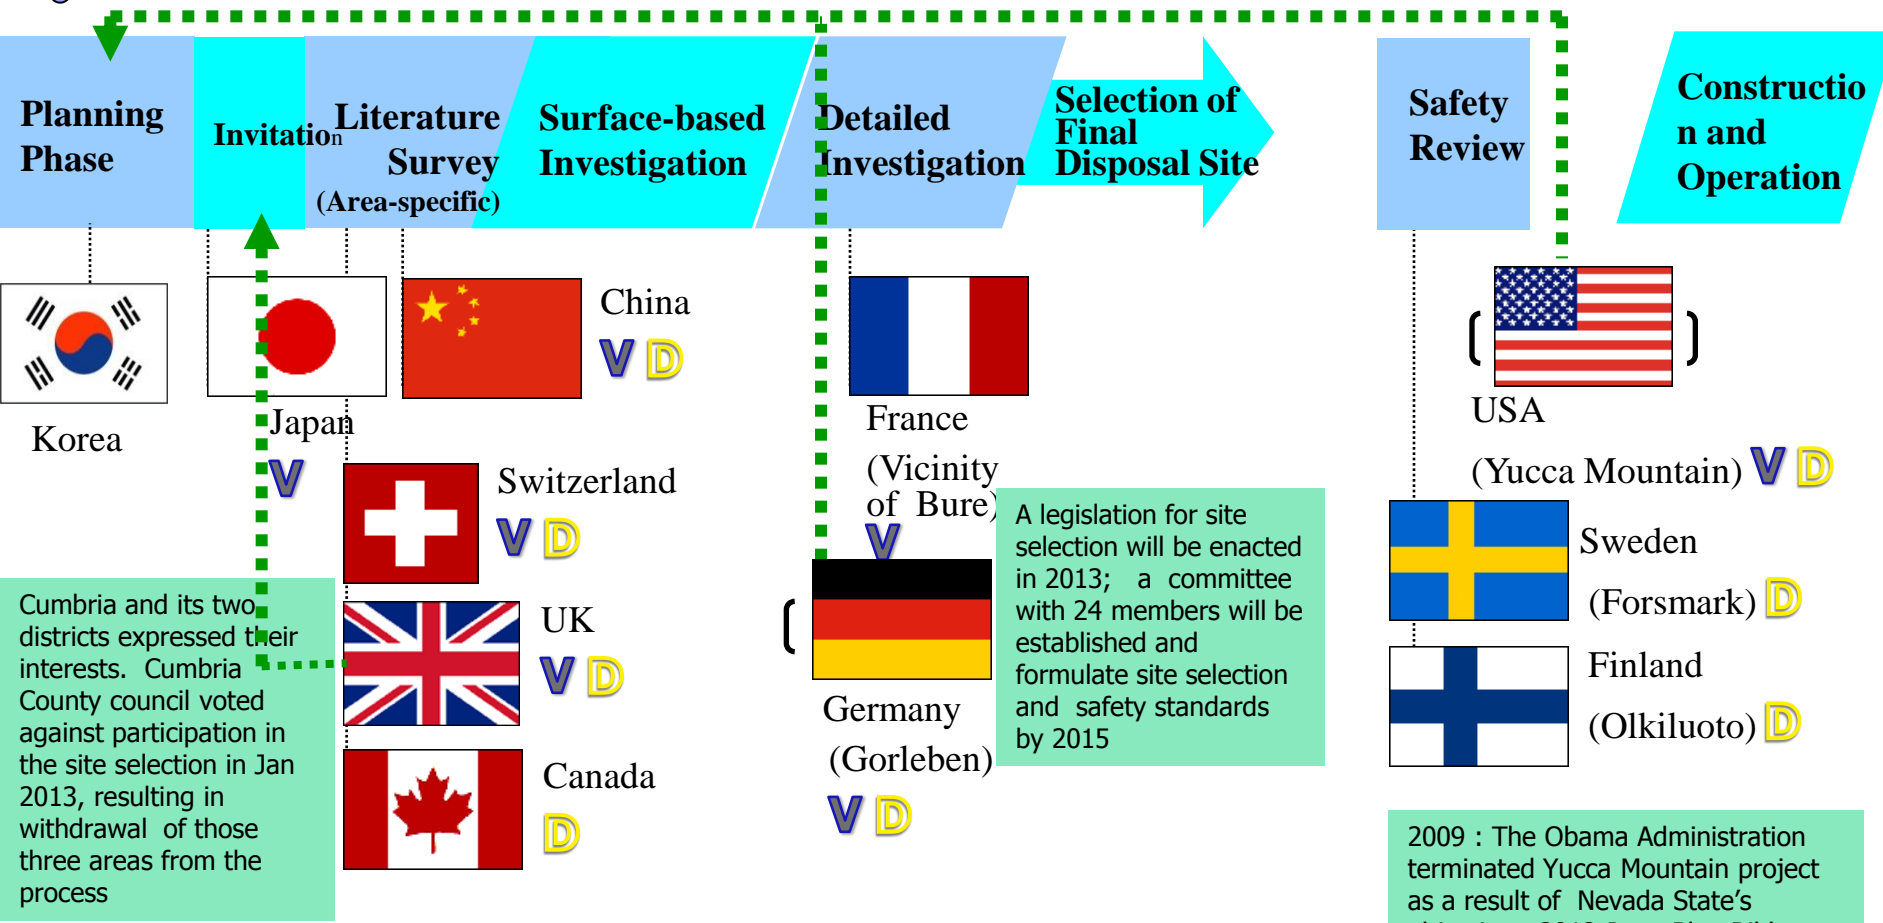 Planning
Phase
Invitation
Literature
Survey
(Area-specific)
Surface-based
Investigation
Detailed
Investigation
Selection of
Final
Disposal Site
Safety
Review
Constructio
n and
Operation
Korea
Japan
V
China
V D
Switzerland
V D
UK
V D
Canada
D
France
(Vicinity
of Bure)
V
Germany
(Gorleben)
V D
USA
(Yucca Mountain) V D
Sweden
(Forsmark) D
Finland
(Olkiluoto) D
Cumbria and its two
districts expressed their
interests. Cumbria
County council voted
against participation in
the site selection in Jan
2013, resulting in
withdrawal of those
three areas from the
process
A legislation for site
selection will be enacted
in 2013; a committee
with 24 members will be
established and
formulate site selection
and safety standards
by 2015
2009 : The Obama Administration
terminated Yucca Mountain project
as a result of Nevada State's